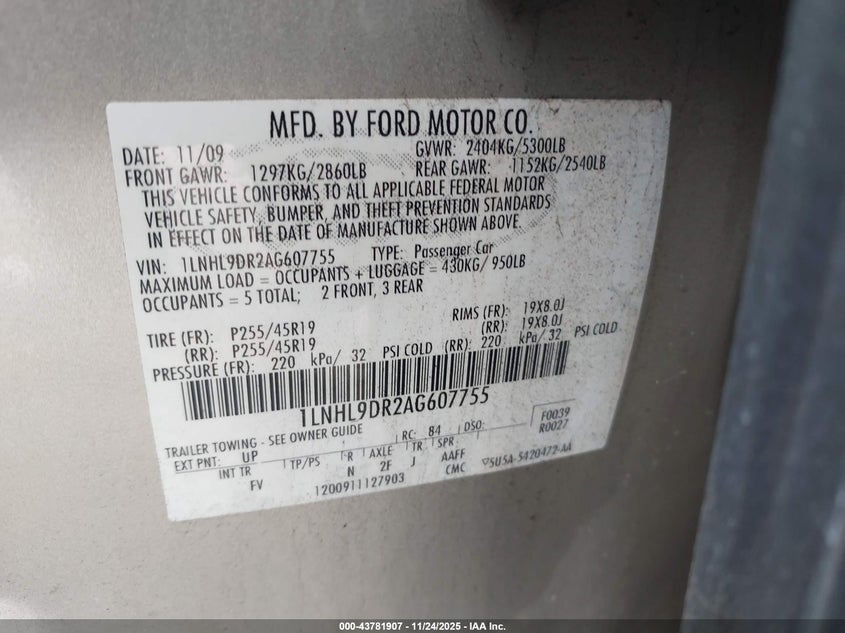 MFD. BY FORD MOTOR CO.
DATE: 11/09 GVWR: 2404KG/5300LB
FRONT GAWR: 1297KG/2860LB REAR GAWR: 1152KG/2540LB
THIS VEHICLE CONFORMS TO ALL APPLICABLE FEDERAL MOTOR
VEHICLE SAFETY, BUMPER, AND THEFT PREVENTION STANDARDS
IN EFFECT ON THE DATE OF MANUFACTURE SHOWN ABOVE.
VIN: 1LNHL9DR2AG607755 TYPE: Passenger Car
MAXIMUM LOAD = OCCUPANTS + LUGGAGE = 430KG/ 950LB
OCCUPANTS = 5 TOTAL; 2 FRONT, 3 REAR
TIRE (FR): P255/45R19 RIMS (FR): 19X8.0J
(RR): P255/45R19 (RR): 19X8.0J
PRESSURE (FR): 220 kPa/ 32 PSI COLD (RR): 220 kPa/ 32 PSI COLD
1LNHL9DR2AG607755
TRAILER TOWING - SEE OWNER GUIDE RC: 84 DSO: F0039
EXT PNT: UP TP/PS R AXLE TR SPR R0027
INT TR N 2F J AAFF
FV CMC 5U5A-5420472-AA
1200911127903
000-43781907 - 11/24/2025 - IAA Inc.